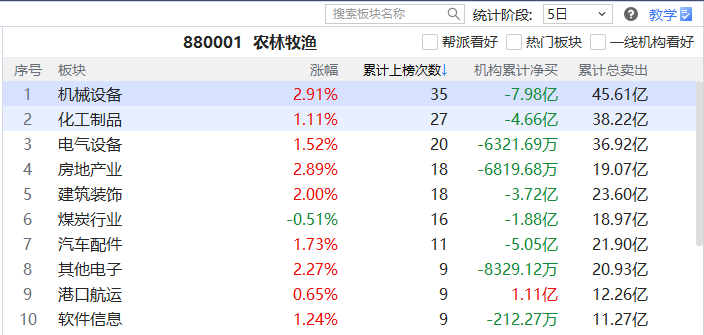 搜索板块名称 统计阶段: 5日 ? 教学
880001 农林牧渔 帮派看好 热门板块 一线机构看好
序号 板块 涨幅 累计上榜次数↓ 机构累计净买 累计总卖出
1 机械设备 2.91% 35 -7.98亿 45.61亿
2 化工制品 1.11% 27 -4.66亿 38.22亿
3 电气设备 1.52% 20 -6321.69万 36.92亿
4 房地产业 2.89% 18 -6819.68万 19.07亿
5 建筑装饰 2.00% 18 -3.72亿 23.60亿
6 煤炭行业 -0.51% 16 -1.88亿 18.97亿
7 汽车配件 1.73% 11 -5.05亿 21.90亿
8 其他电子 2.27% 9 -8329.12万 20.93亿
9 港口航运 0.65% 9 1.11亿 12.26亿
10 软件信息 1.24% 9 -212.27万 11.27亿